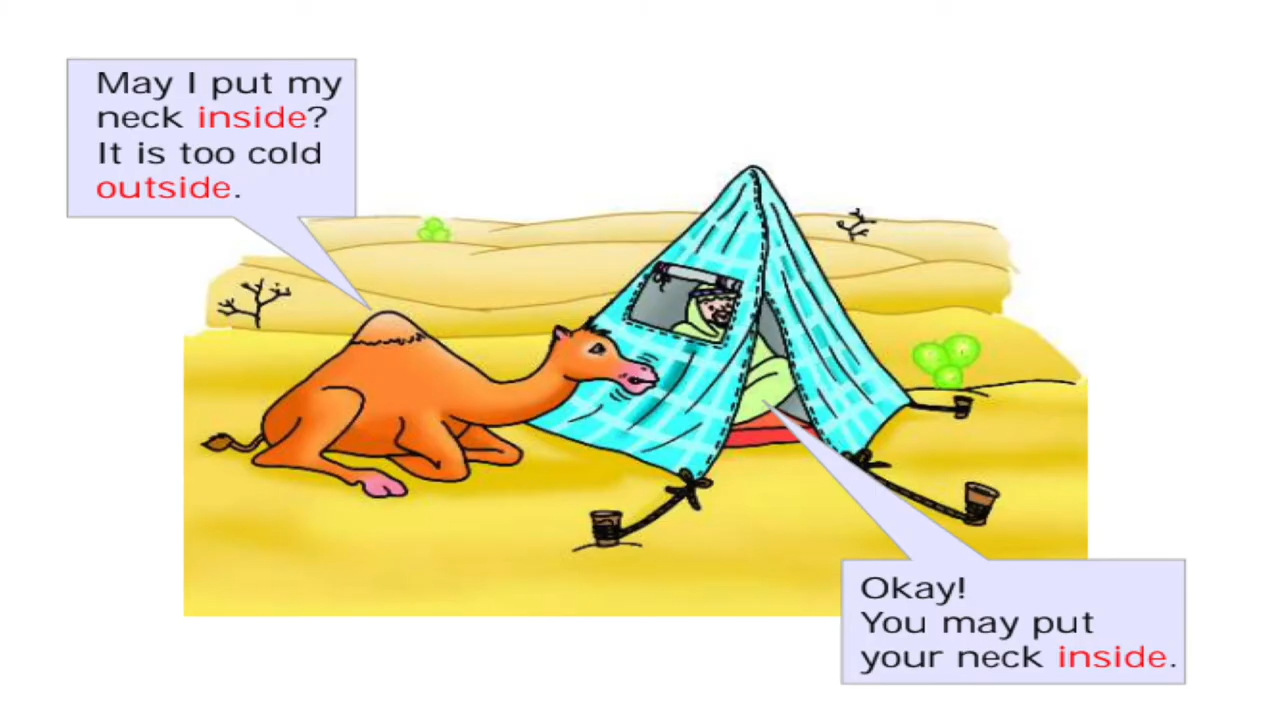 May I put my
neck inside?
It is too cold
outside.
Okay!
You may put
your neck inside.